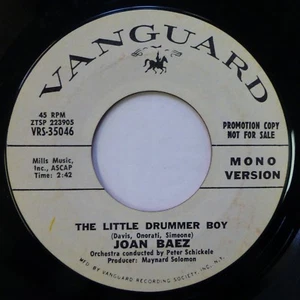 VANGUARD
45 RPM
ZTSP 223905
VRS-35046
PROMOTION COPY
NOT FOR SALE
Mills Music,
Inc., ASCAP
Time: 2:42
MONO
VERSION
THE LITTLE DRUMMER BOY
(Davis, Onorati, Simeone)
JOAN BAEZ
Orchestra conducted by Peter Schickele
Producer: Maynard Solomon
MFG. BY VANGUARD RECORDING SOCIETY, INC., N.Y.